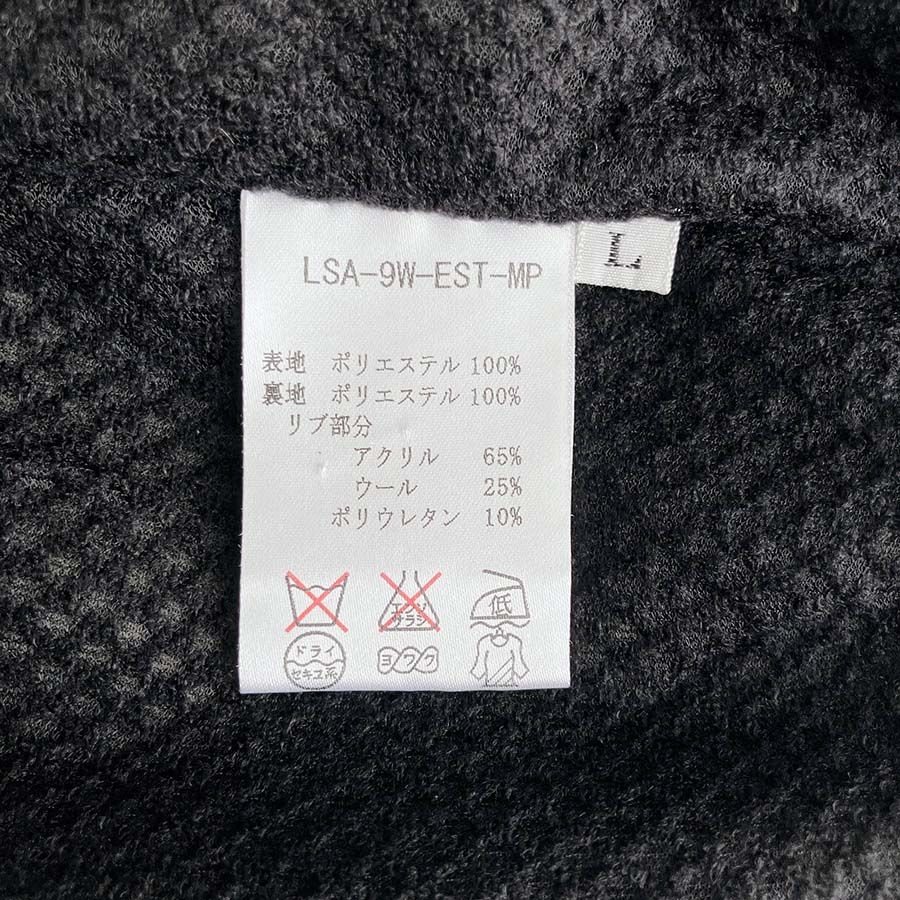 LSA-9W-EST-MP
L
表地 ポリエステル 100%
裏地 ポリエステル 100%
リブ部分
アクリル 65%
ウール 25%
ポリウレタン 10%
エンソ
サラシ
低
ドライ
セキユ系
ヨワク